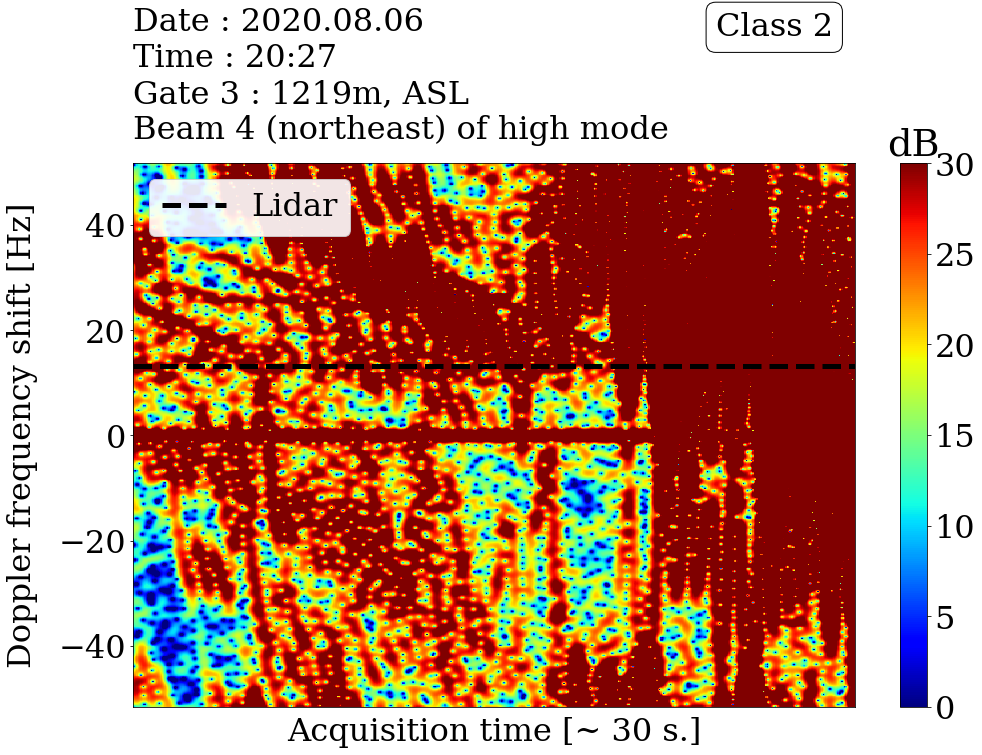 Date : 2020.08.06
Time : 20:27
Gate 3 : 1219m, ASL
Beam 4 (northeast) of high mode
Class 2
dB
Lidar
Doppler frequency shift [Hz]
40
20
0
−20
−40
30
25
20
15
10
5
0
Acquisition time [~ 30 s.]